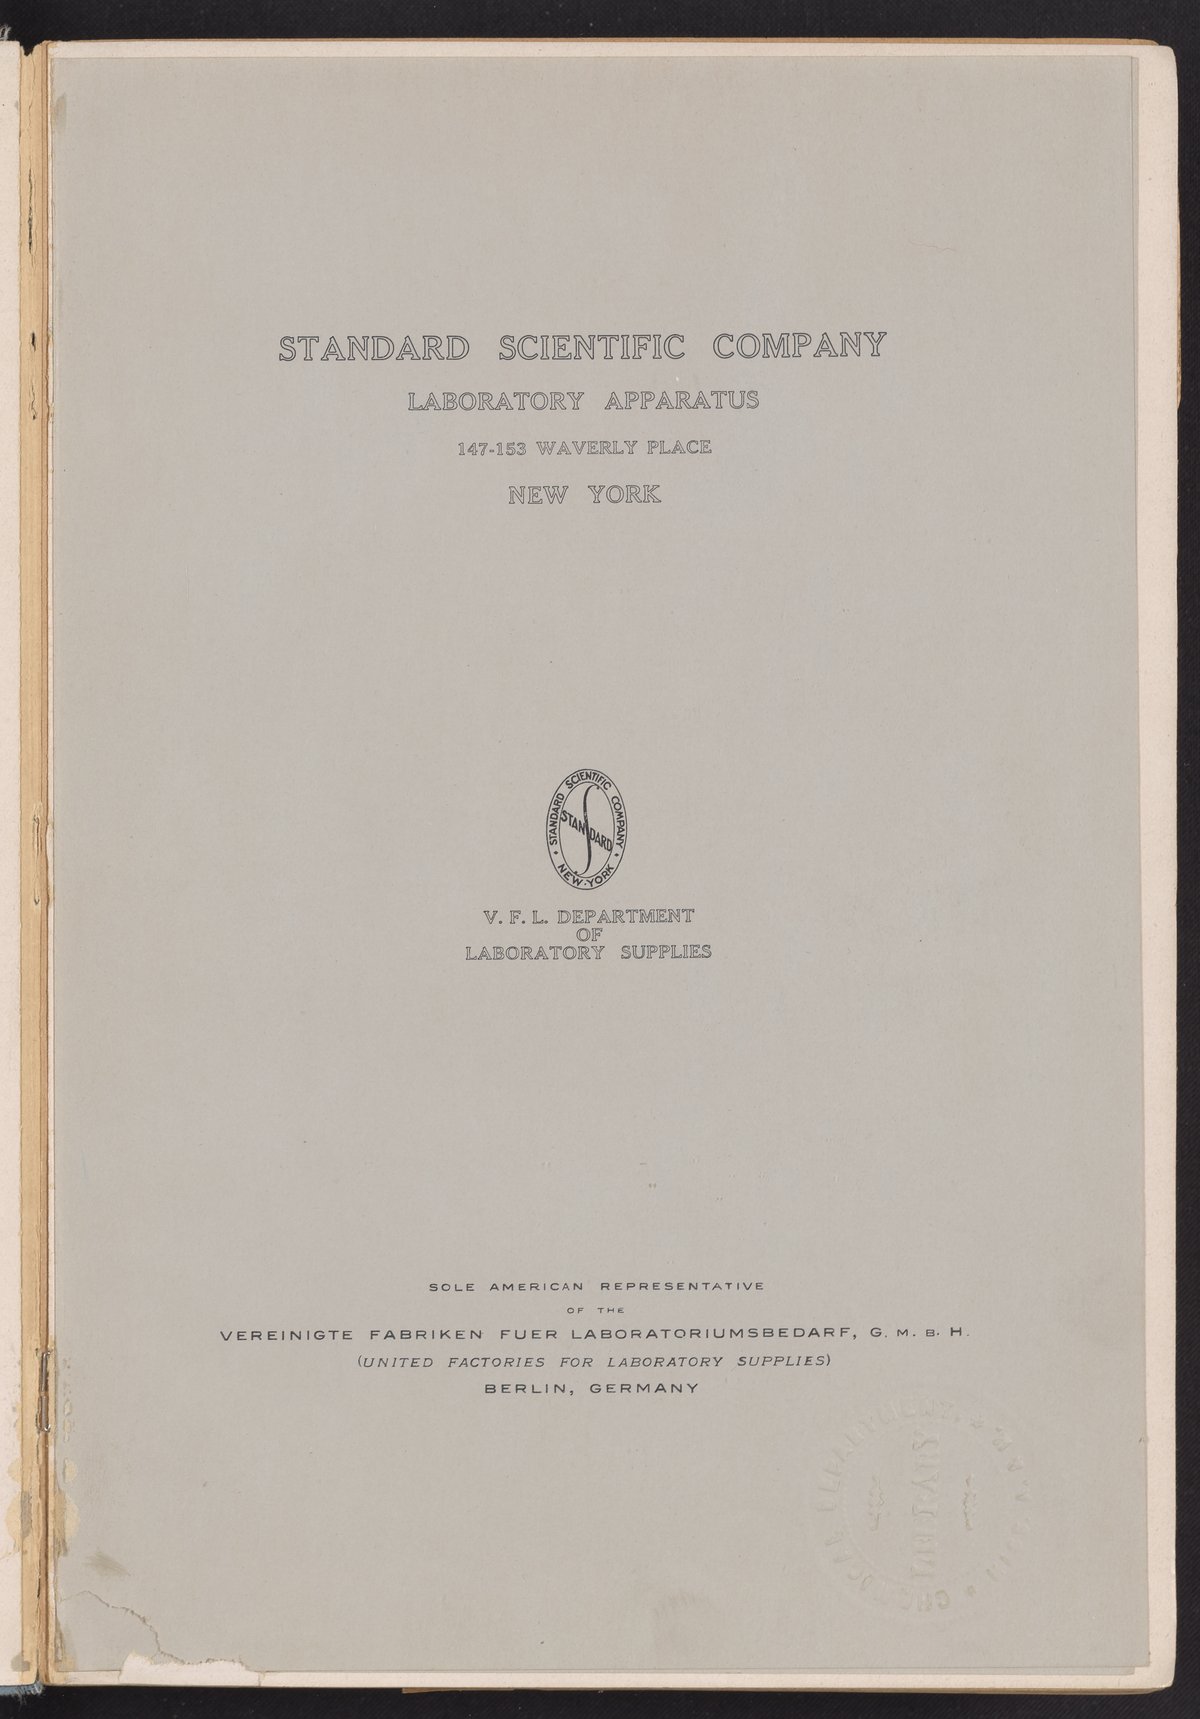 STANDARD SCIENTIFIC COMPANY
LABORATORY APPARATUS
147-153 WAVERLY PLACE
NEW YORK
STANDARD SCIENTIFIC COMPANY
STANDARD
• NEW-YORK •
V. F. L. DEPARTMENT
OF
LABORATORY SUPPLIES
SOLE AMERICAN REPRESENTATIVE
OF THE
VEREINIGTE FABRIKEN FUER LABORATORIUMSBEDARF, G. M. B. H.
(UNITED FACTORIES FOR LABORATORY SUPPLIES)
BERLIN, GERMANY
LIBRARY